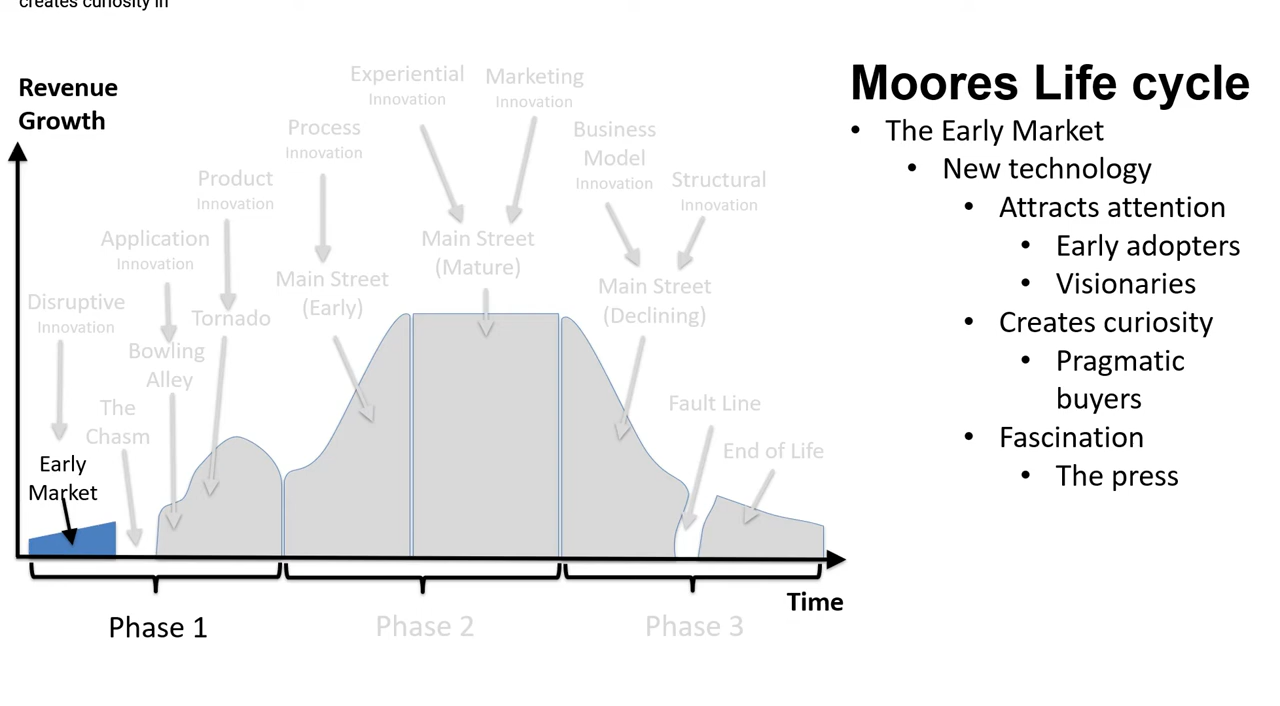 creates curiosity in
Revenue
Growth
Experiential
Innovation
Marketing
Innovation
Process
Innovation
Business
Model
Innovation
Structural
Innovation
Product
Innovation
Application
Innovation
Main Street
(Mature)
Main Street
(Early)
Main Street
(Declining)
Disruptive
Innovation
Tornado
Bowling
Alley
The
Chasm
Fault Line
End of Life
Early
Market
Time
Phase 1
Phase 2
Phase 3
Moores Life cycle
• The Early Market
• New technology
• Attracts attention
• Early adopters
• Visionaries
• Creates curiosity
• Pragmatic
buyers
• Fascination
• The press